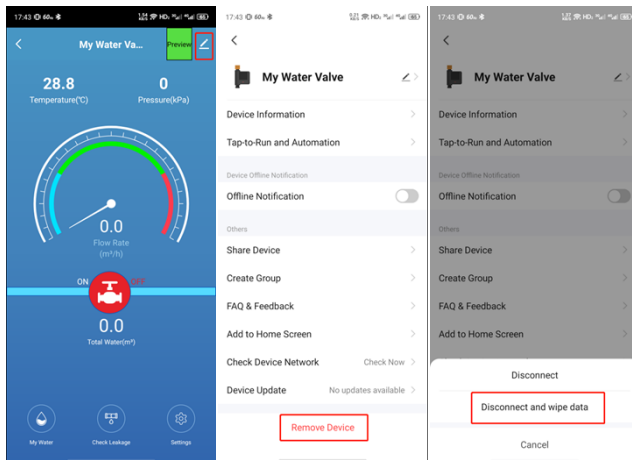 17:43
My Water Va...
Preview
28.8
0
Temperature(℃)
Pressure(kPa)
0.0
Flow Rate
(m³/h)
ON
OFF
0.0
Total Water(m³)
My Water
Check Leakage
Settings
17:43
My Water Valve
Device Information
Tap-to-Run and Automation
Device Offline Notification
Offline Notification
Others
Share Device
Create Group
FAQ & Feedback
Add to Home Screen
Check Device Network Check Now
Device Update No updates available
Remove Device
17:43
My Water Valve
Device Information
Tap-to-Run and Automation
Device Offline Notification
Offline Notification
Others
Share Device
Create Group
FAQ & Feedback
Add to Home Screen
Disconnect
Disconnect and wipe data
Cancel